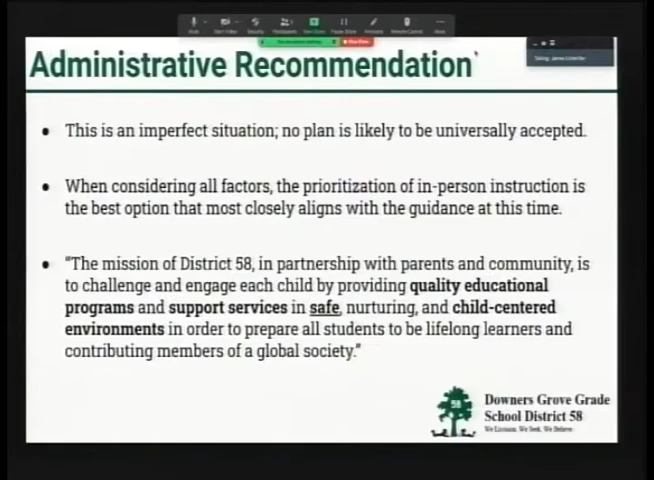 Administrative Recommendation
• This is an imperfect situation; no plan is likely to be universally accepted.
• When considering all factors, the prioritization of in-person instruction is
the best option that most closely aligns with the guidance at this time.
• “The mission of District 58, in partnership with parents and community, is
to challenge and engage each child by providing quality educational
programs and support services in safe, nurturing, and child-centered
environments in order to prepare all students to be lifelong learners and
contributing members of a global society.”
58
Downers Grove Grade
School District 58